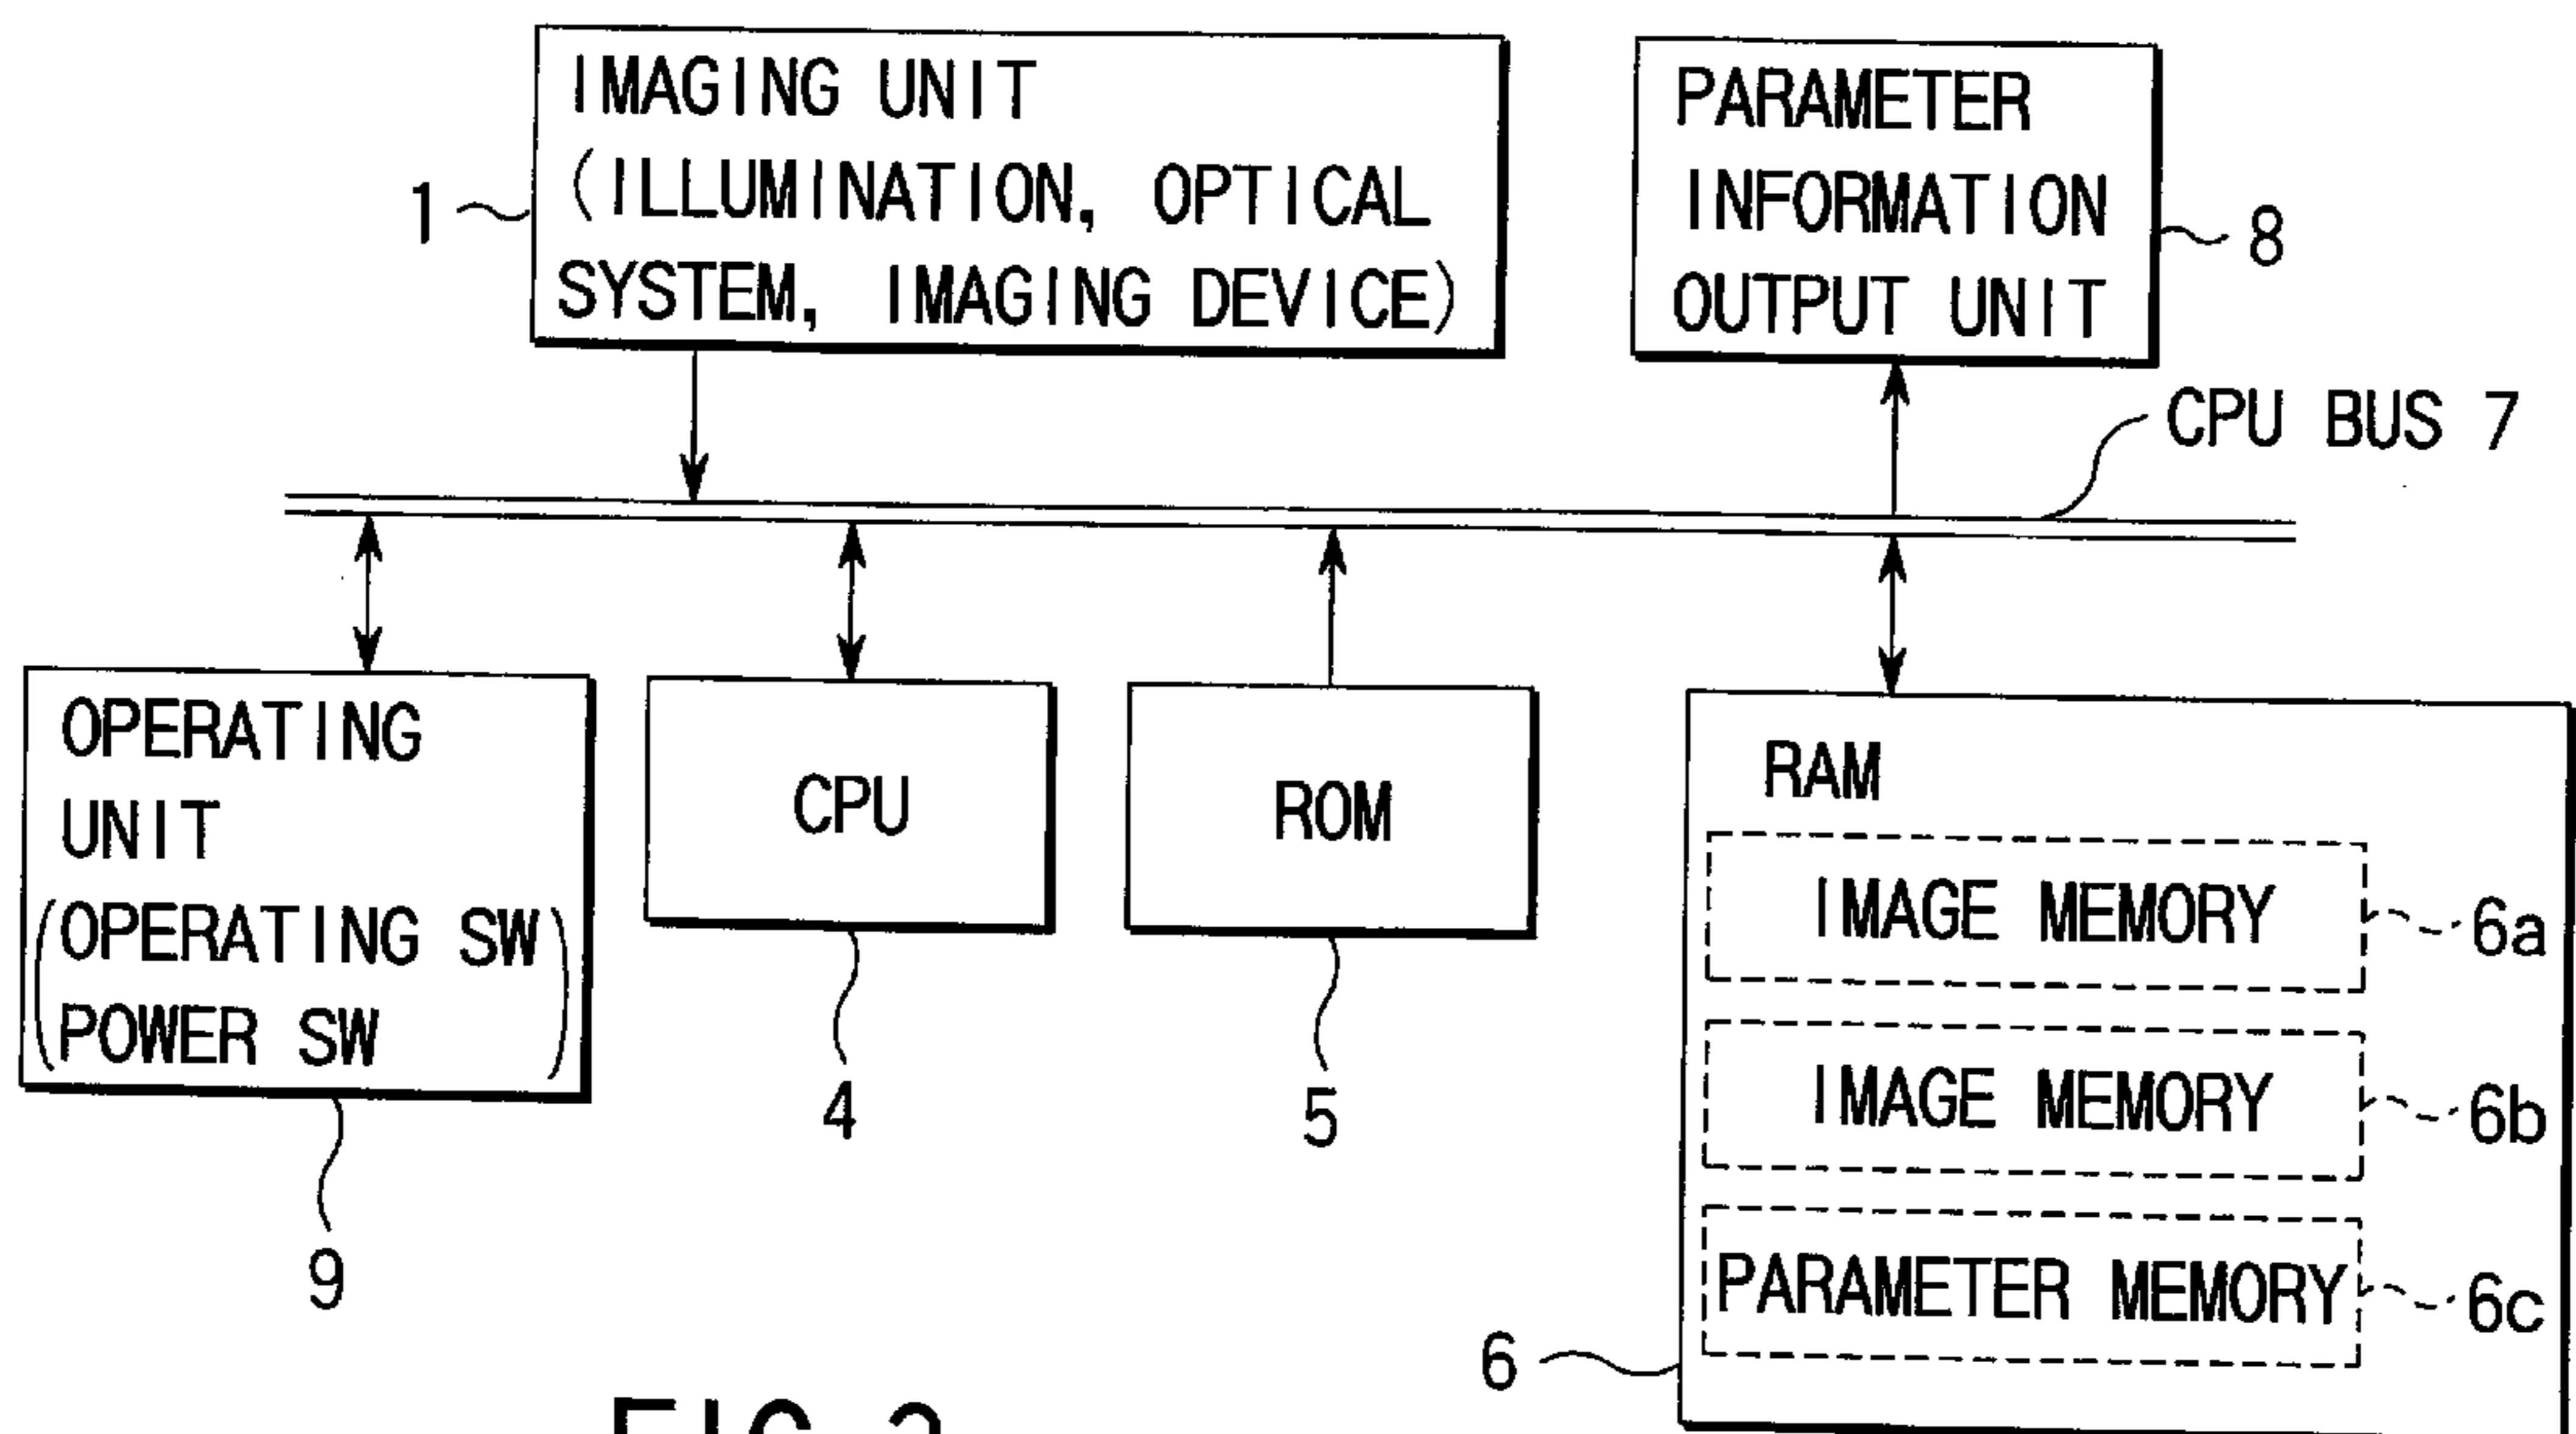 IMAGING UNIT
(ILLUMINATION, OPTICAL
SYSTEM, IMAGING DEVICE)
1
PARAMETER
INFORMATION
OUTPUT UNIT
8
CPU BUS 7
OPERATING
UNIT
(OPERATING SW
POWER SW)
9
CPU
4
ROM
5
RAM
IMAGE MEMORY
6a
IMAGE MEMORY
6b
PARAMETER MEMORY
6c
6